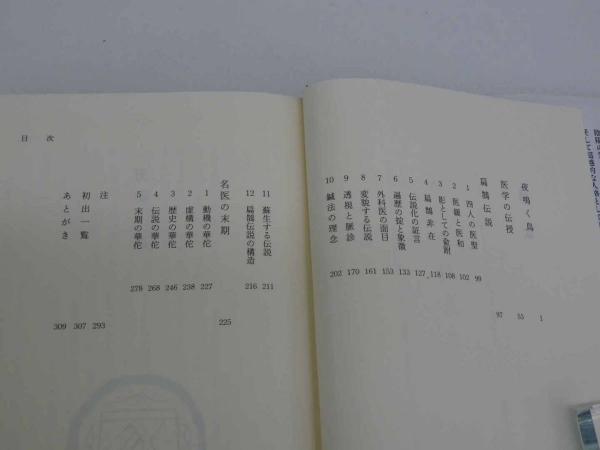 夜鳴く鳥 1
医学の伝授 55
扁鵲伝説 97
1 四人の医聖 99
2 医緩と医和 102
3 影としての兪跗 108
4 扁鵲非在 118
5 伝説化の証言 127
6 遍歴の掟と象徴 133
7 外科医の面目 153
8 変貌する伝説 161
9 透視と脈診 170
10 鍼法の理念 202
目次
11 蘇生する伝説 211
12 扁鵲伝説の構造 216
名医の末期 225
1 動機の華佗 227
2 虚構の華佗 238
3 歴史の華佗 246
4 伝説の華佗 268
5 末期の華佗 278
注 293
初出一覧 307
あとがき 309